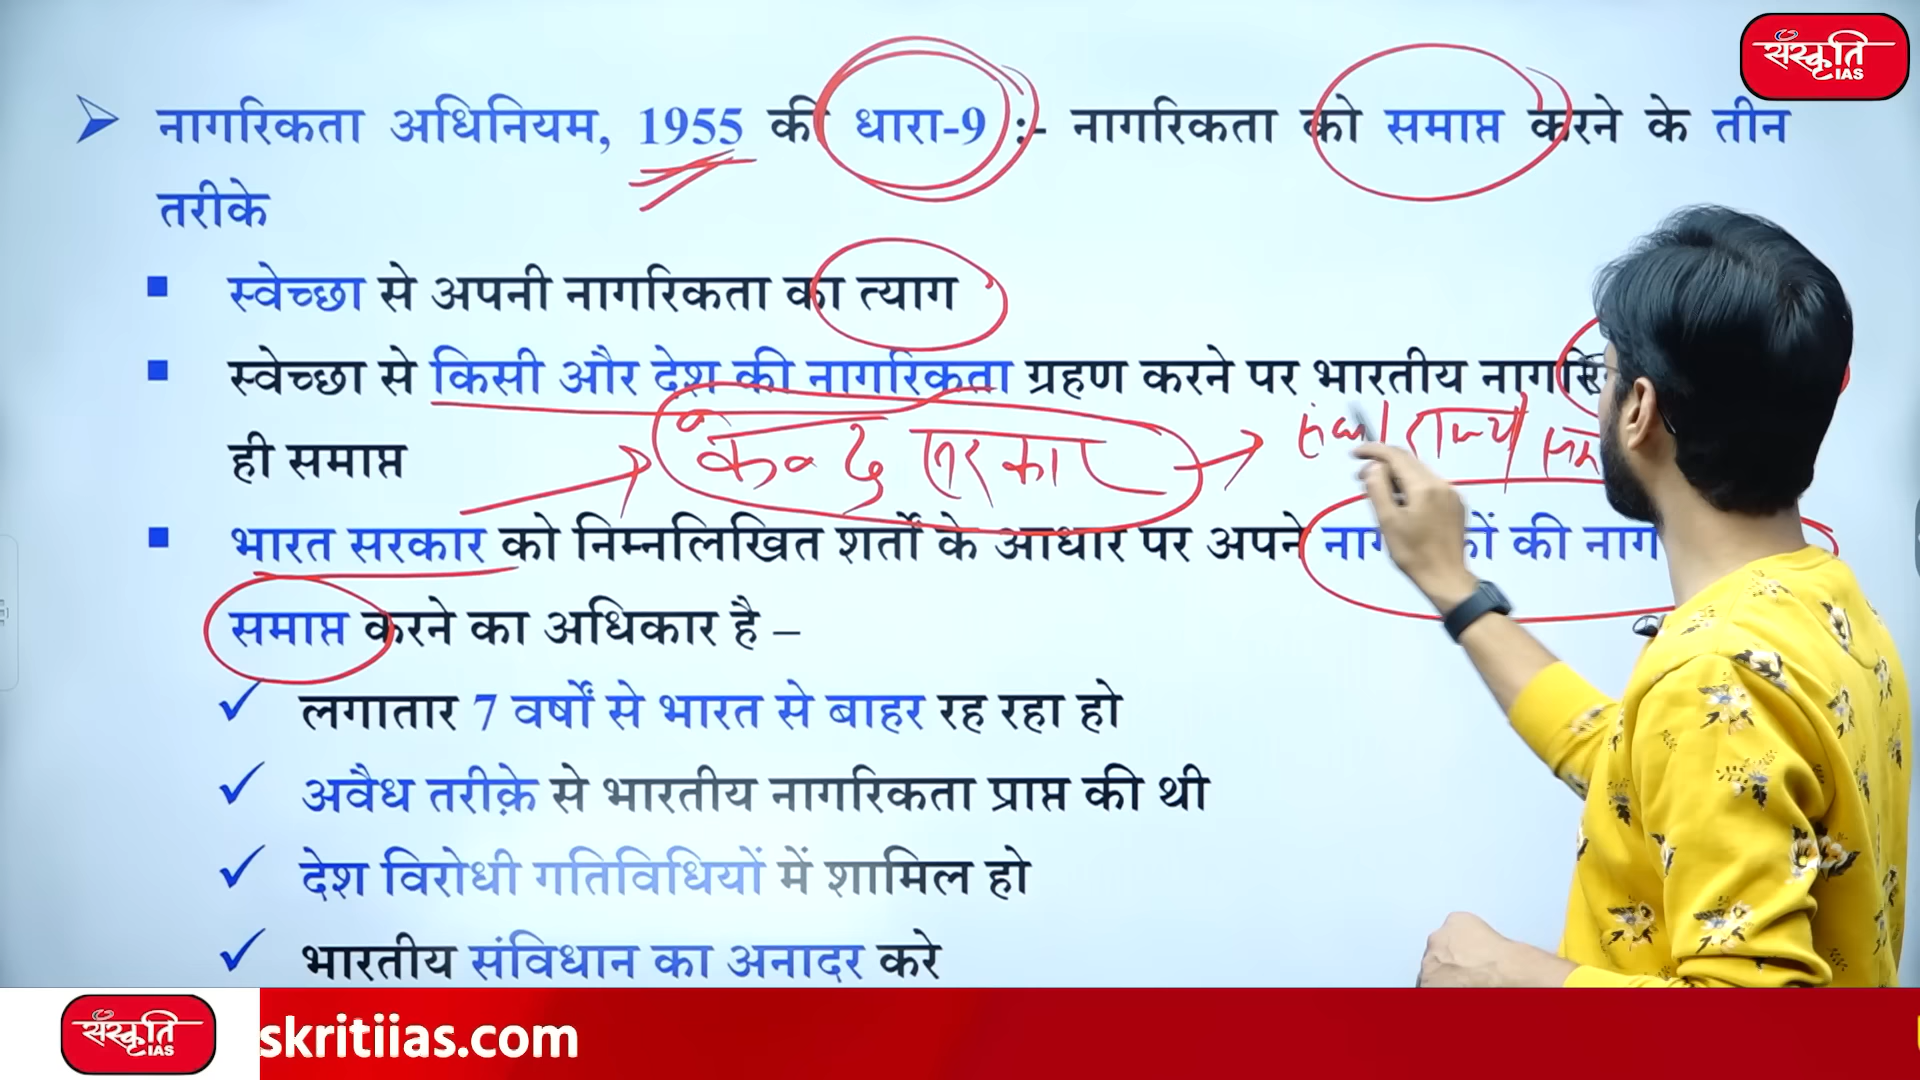 संस्कृति
IAS
नागरिकता अधिनियम, 1955 की धारा-9 :- नागरिकता को समाप्त करने के तीन
तरीके
स्वेच्छा से अपनी नागरिकता का त्याग
स्वेच्छा से किसी और देश की नागरिकता ग्रहण करने पर भारतीय
ही समाप्त
केन्द्र सरकार
भारत सरकार को निम्नलिखित शर्तों के आधार पर अपने की
समाप्त करने का अधिकार है –
लगातार 7 वर्षों से भारत से बाहर रह रहा हो
अवैध तरीक़े से भारतीय नागरिकता प्राप्त की थी
देश विरोधी गतिविधियों में शामिल हो
भारतीय संविधान का अनादर करे
संस्कृति
IAS
skritiias.com